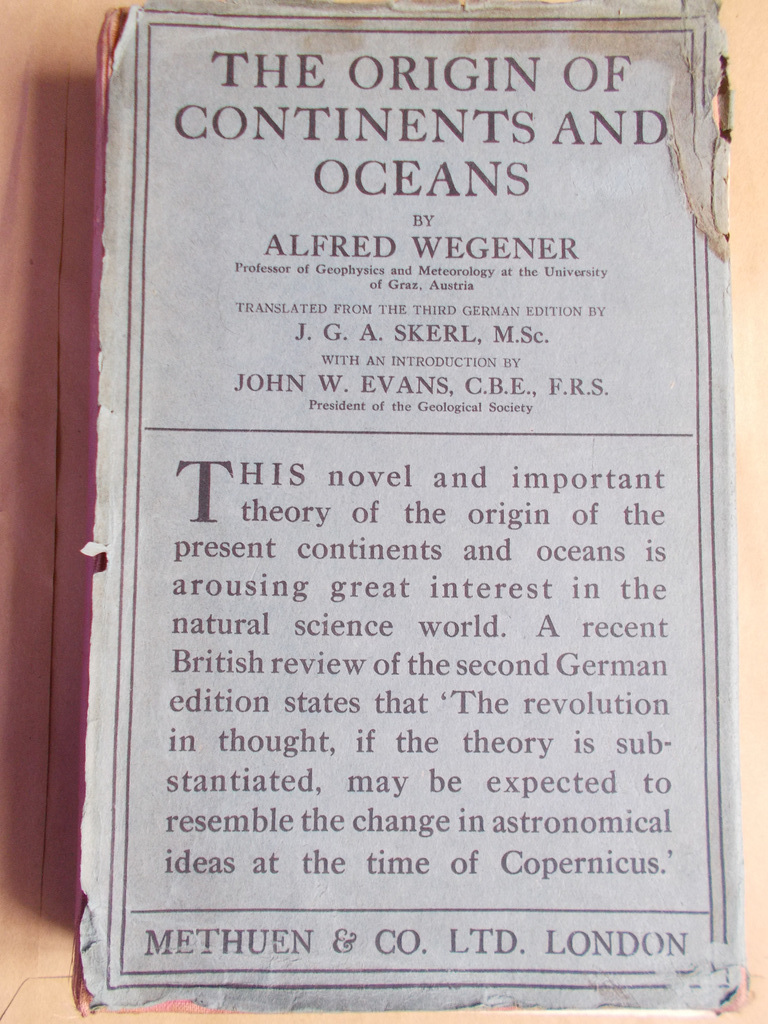 THE ORIGIN OF
CONTINENTS AND
OCEANS
BY
ALFRED WEGENER
Professor of Geophysics and Meteorology at the University
of Graz, Austria
TRANSLATED FROM THE THIRD GERMAN EDITION BY
J. G. A. SKERL, M.Sc.
WITH AN INTRODUCTION BY
JOHN W. EVANS, C.B.E., F.R.S.
President of the Geological Society
THIS novel and important
theory of the origin of the
present continents and oceans is
arousing great interest in the
natural science world. A recent
British review of the second German
edition states that ‘The revolution
in thought, if the theory is sub-
stantiated, may be expected to
resemble the change in astronomical
ideas at the time of Copernicus.’
METHUEN & CO. LTD. LONDON